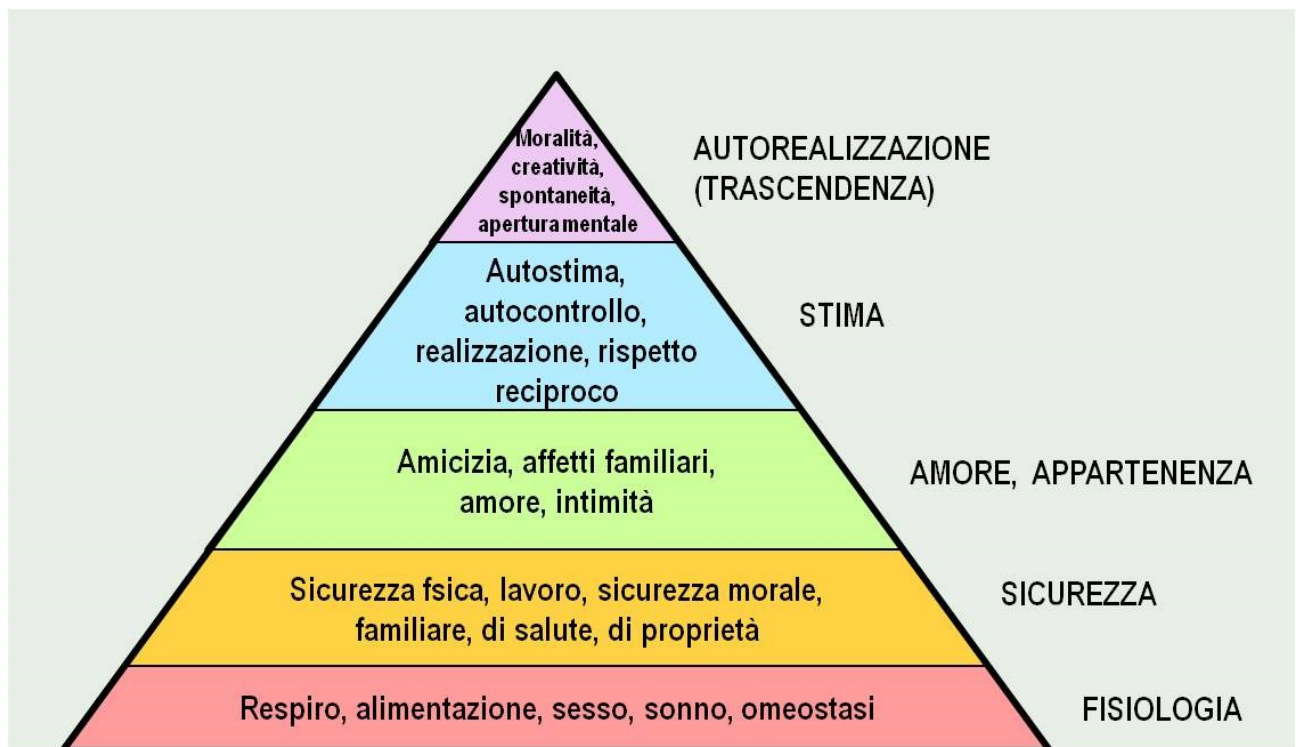 Moralità,
creatività,
spontaneità,
apertura mentale
AUTOREALIZZAZIONE
(TRASCENDENZA)
Autostima,
autocontrollo,
realizzazione, rispetto
reciproco
STIMA
Amicizia, affetti familiari,
amore, intimità
AMORE, APPARTENENZA
Sicurezza fsica, lavoro, sicurezza morale,
familiare, di salute, di proprietà
SICUREZZA
Respiro, alimentazione, sesso, sonno, omeostasi
FISIOLOGIA